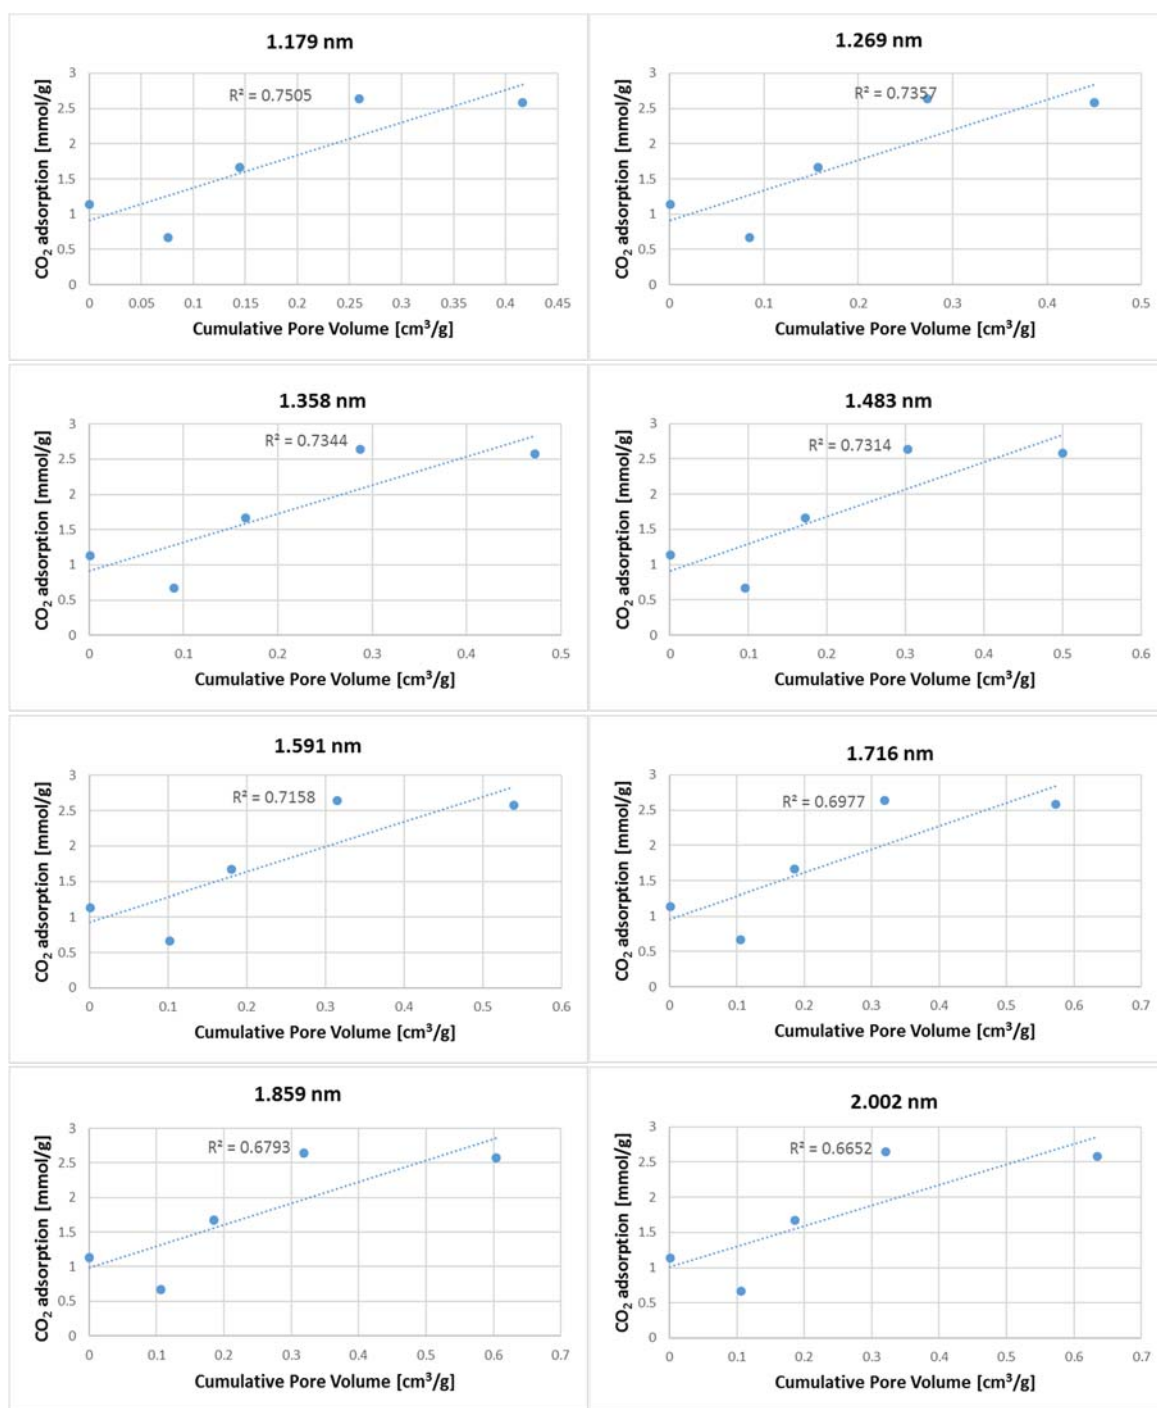 1.179 nm
CO₂ adsorption [mmol/g]
3
2.5
2
1.5
1
0.5
0
R² = 0.7505
0 0.05 0.1 0.15 0.2 0.25 0.3 0.35 0.4 0.45
Cumulative Pore Volume [cm³/g]
1.269 nm
CO₂ adsorption [mmol/g]
3
2.5
2
1.5
1
0.5
0
R² = 0.7357
0 0.1 0.2 0.3 0.4 0.5
Cumulative Pore Volume [cm³/g]
1.358 nm
CO₂ adsorption [mmol/g]
3
2.5
2
1.5
1
0.5
0
R² = 0.7344
0 0.1 0.2 0.3 0.4 0.5
Cumulative Pore Volume [cm³/g]
1.483 nm
CO₂ adsorption [mmol/g]
3
2.5
2
1.5
1
0.5
0
R² = 0.7314
0 0.1 0.2 0.3 0.4 0.5 0.6
Cumulative Pore Volume [cm³/g]
1.591 nm
CO₂ adsorption [mmol/g]
3
2.5
2
1.5
1
0.5
0
R² = 0.7158
0 0.1 0.2 0.3 0.4 0.5 0.6
Cumulative Pore Volume [cm³/g]
1.716 nm
CO₂ adsorption [mmol/g]
3
2.5
2
1.5
1
0.5
0
R² = 0.6977
0 0.1 0.2 0.3 0.4 0.5 0.6 0.7
Cumulative Pore Volume [cm³/g]
1.859 nm
CO₂ adsorption [mmol/g]
3
2.5
2
1.5
1
0.5
0
R² = 0.6793
0 0.1 0.2 0.3 0.4 0.5 0.6 0.7
Cumulative Pore Volume [cm³/g]
2.002 nm
CO₂ adsorption [mmol/g]
3
2.5
2
1.5
1
0.5
0
R² = 0.6652
0 0.1 0.2 0.3 0.4 0.5 0.6 0.7
Cumulative Pore Volume [cm³/g]